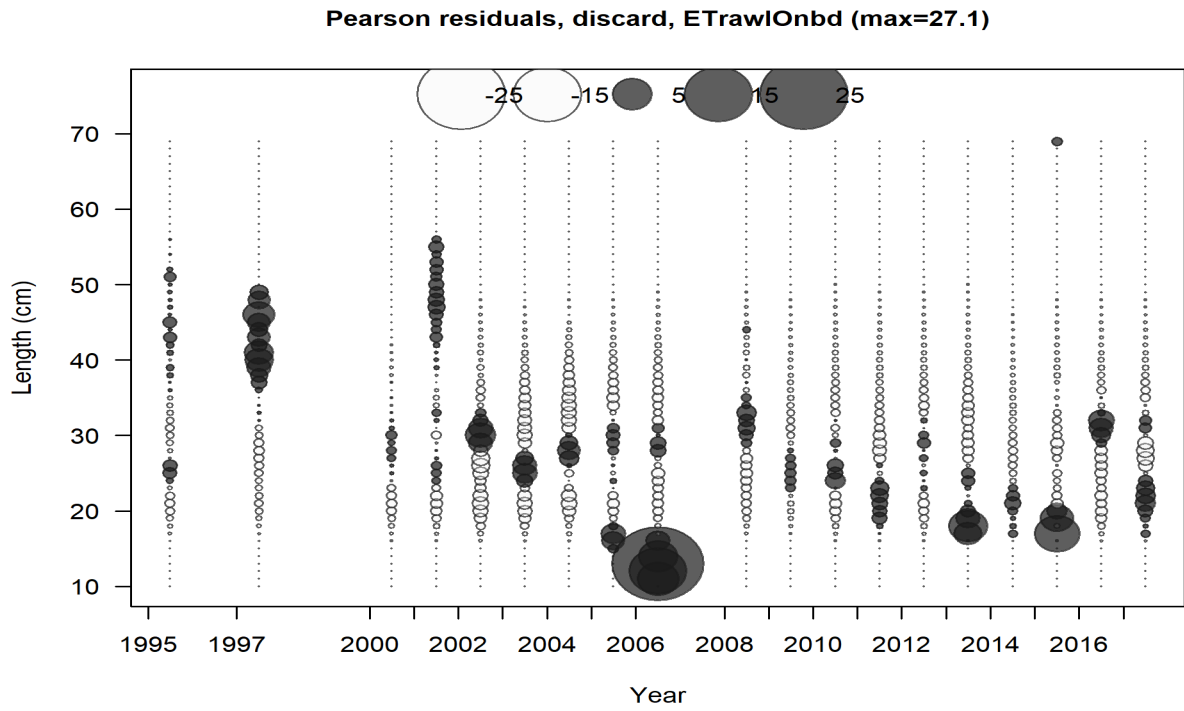 Pearson residuals, discard, ETrawlOnbd (max=27.1)
-25 -15 5 15 25
70
60
50
40
30
20
10
Length (cm)
1995 1997 2000 2002 2004 2006 2008 2010 2012 2014 2016
Year